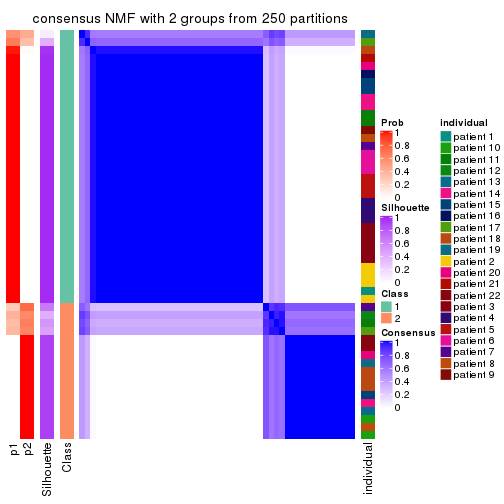 consensus NMF with 2 groups from 250 partitions
Prob
1
0.8
0.6
0.4
0.2
0
Silhouette
1
0.8
0.6
0.4
0.2
0
Class
1
2
Consensus
1
0.8
0.6
0.4
0.2
0
individual
patient 1
patient 10
patient 11
patient 12
patient 13
patient 14
patient 15
patient 16
patient 17
patient 18
patient 19
patient 2
patient 20
patient 21
patient 22
patient 3
patient 4
patient 5
patient 6
patient 7
patient 8
patient 9
p1
p2
Silhouette
Class
individual